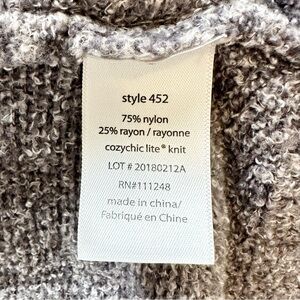 style 452
75% nylon
25% rayon / rayonne
cozychic lite® knit
LOT # 20180212A
RN#111248
made in china/
Fabriqué en Chine